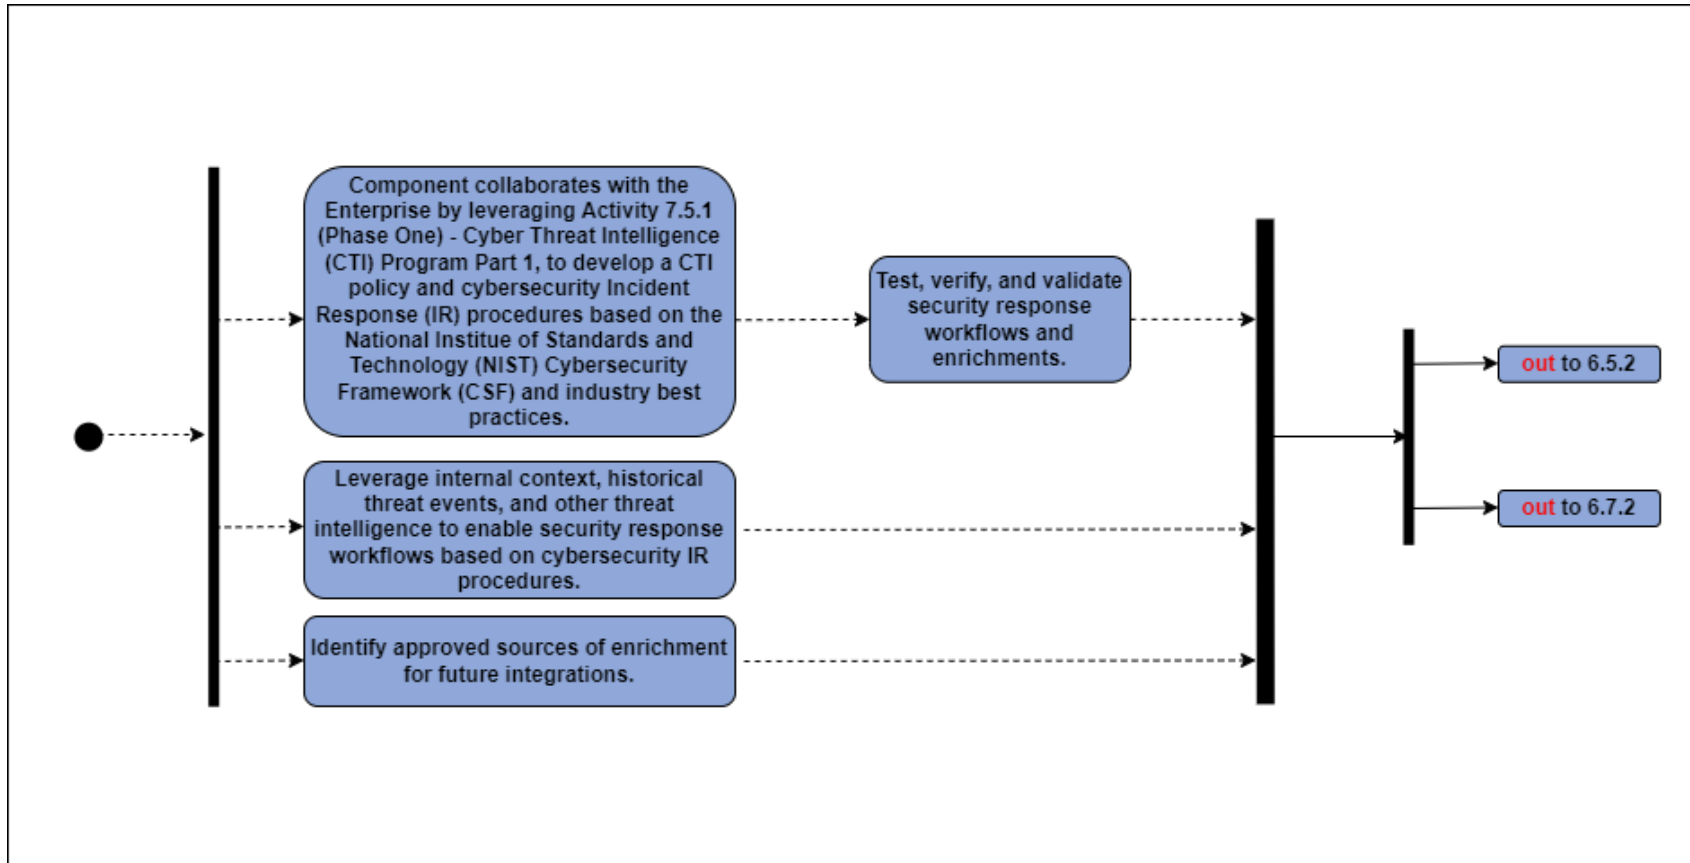 Component collaborates with the
Enterprise by leveraging Activity 7.5.1
(Phase One) - Cyber Threat Intelligence
(CTI) Program Part 1, to develop a CTI
policy and cybersecurity Incident
Response (IR) procedures based on the
National Institue of Standards and
Technology (NIST) Cybersecurity
Framework (CSF) and industry best
practices.
Test, verify, and validate
security response
workflows and
enrichments.
out to 6.5.2
Leverage internal context, historical
threat events, and other threat
intelligence to enable security response
workflows based on cybersecurity IR
procedures.
out to 6.7.2
Identify approved sources of enrichment
for future integrations.